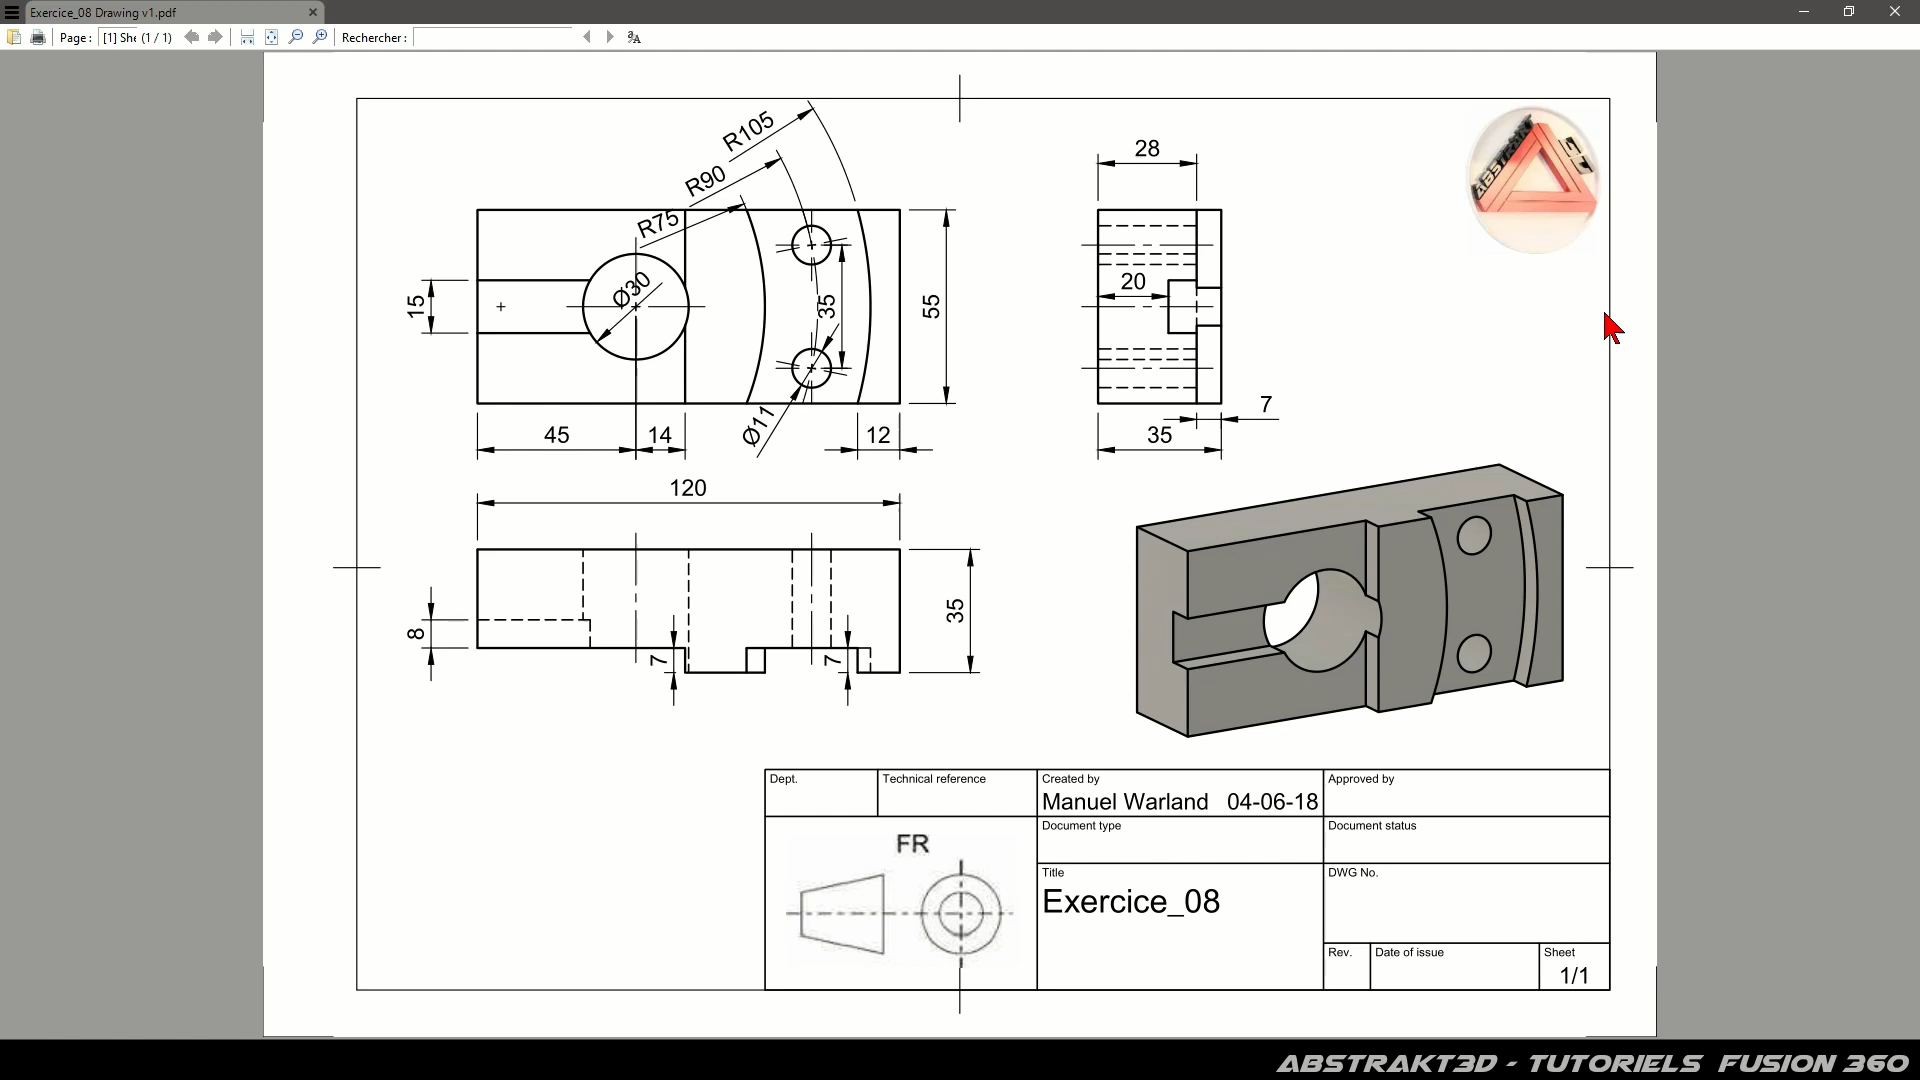 Exercice_08 Drawing v1.pdf
Page : [1] She (1 / 1) Rechercher :
R105
R90
R75
28
ABSTRAKT
Ø30
20
15
35
55
Ø11
7
45
14
12
35
120
8
7
7
35
Dept.
Technical reference
Created by
Approved by
Manuel Warland 04-06-18
Document type
Document status
FR
Title
DWG No.
Exercice_08
Rev.
Date of issue
Sheet
1/1
ABSTRAKT3D - TUTORIELS FUSION 360